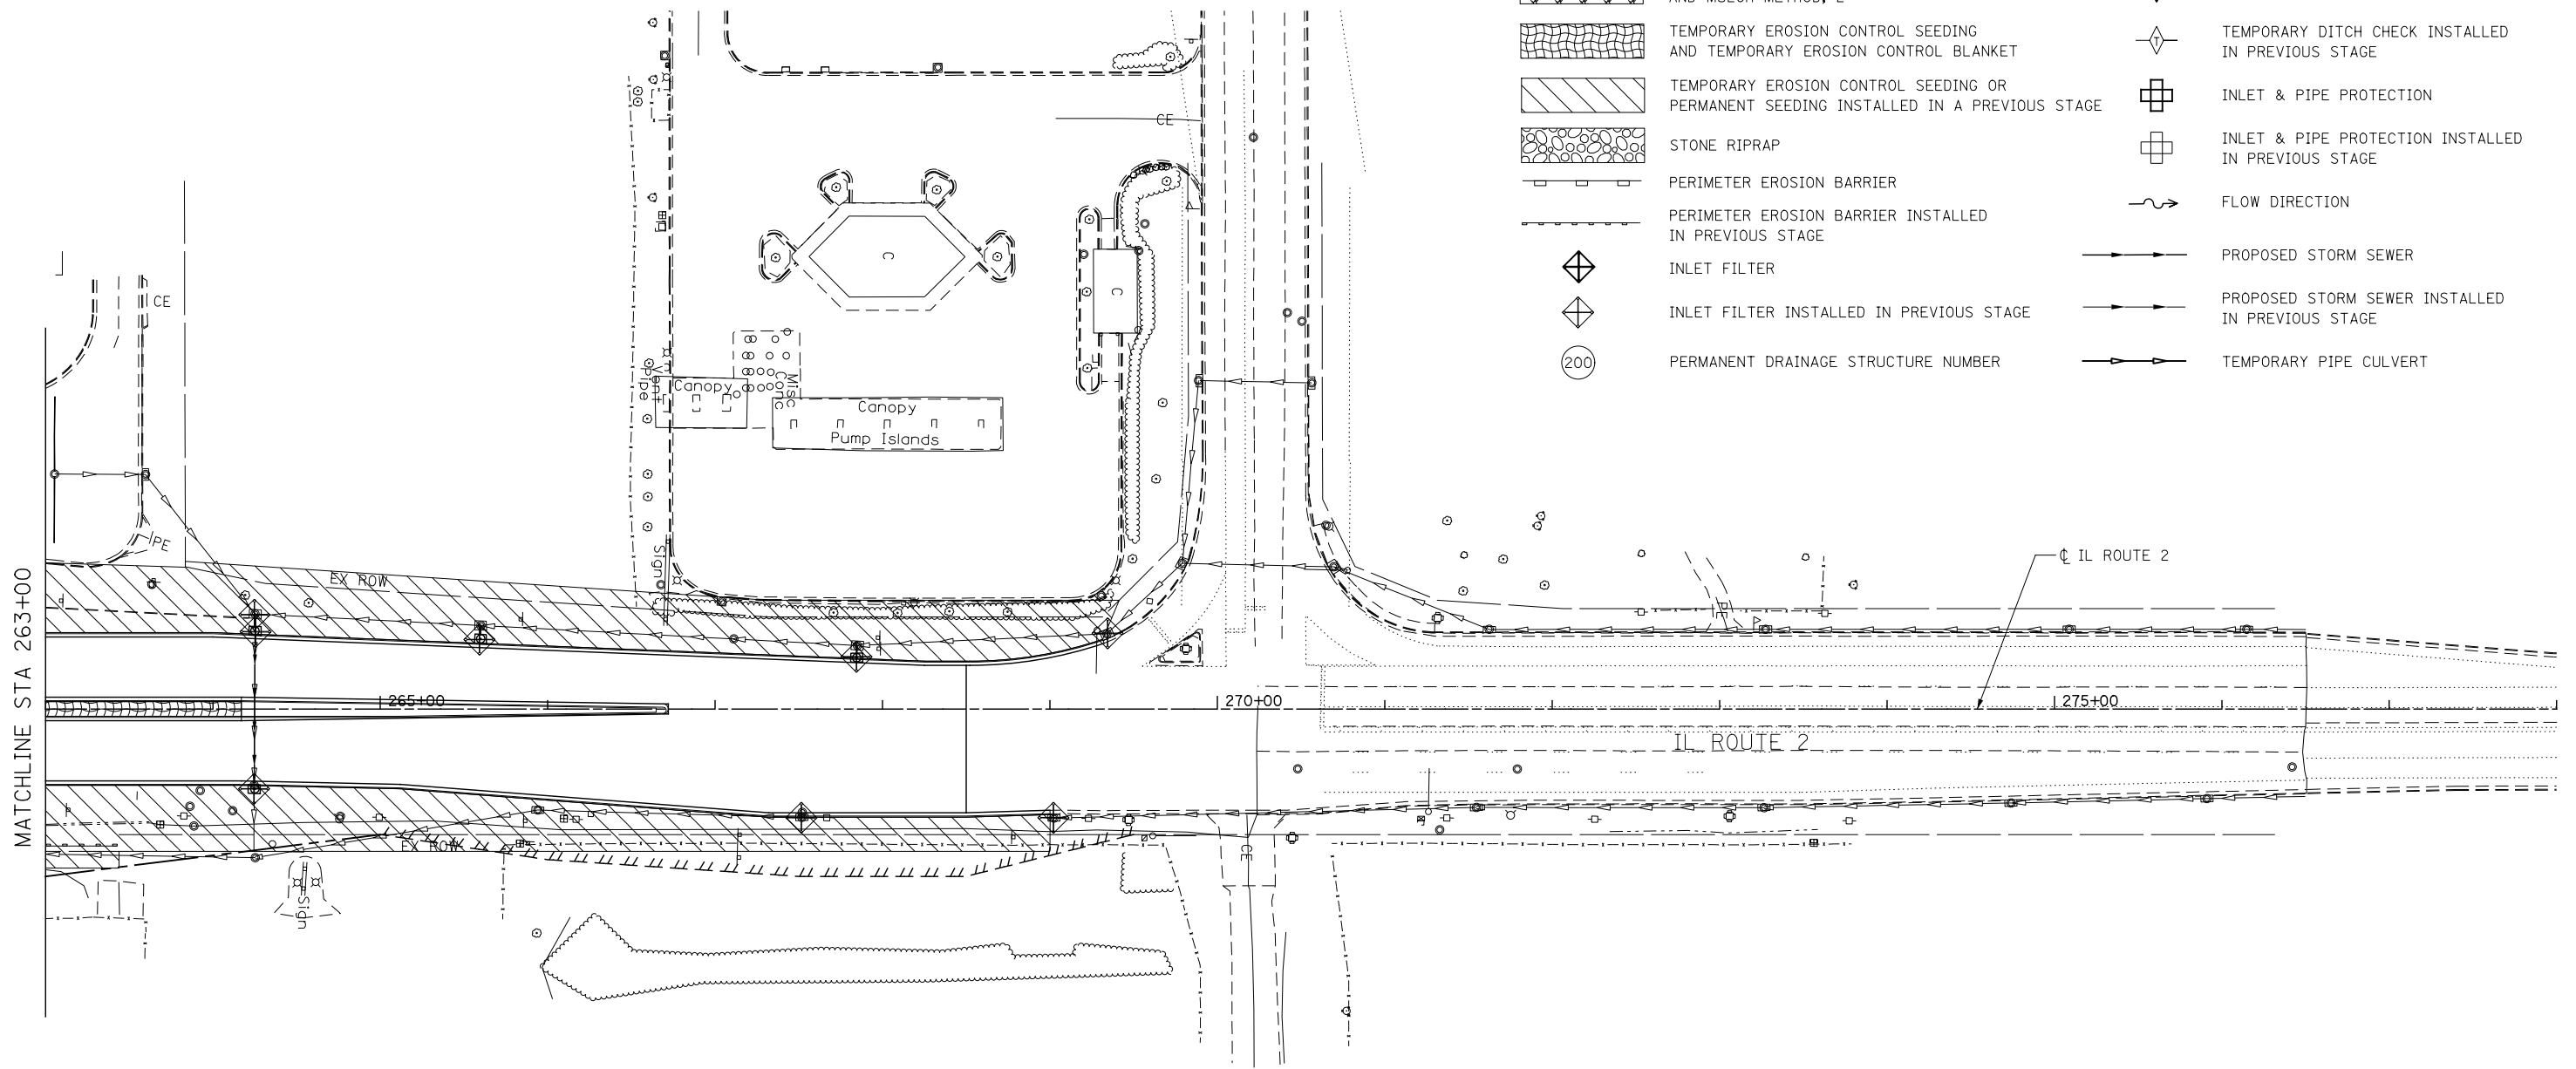 AND MULCH METHOD, 2
TEMPORARY EROSION CONTROL SEEDING
AND TEMPORARY EROSION CONTROL BLANKET
TEMPORARY EROSION CONTROL SEEDING OR
PERMANENT SEEDING INSTALLED IN A PREVIOUS STAGE
STONE RIPRAP
PERIMETER EROSION BARRIER
PERIMETER EROSION BARRIER INSTALLED
IN PREVIOUS STAGE
INLET FILTER
INLET FILTER INSTALLED IN PREVIOUS STAGE
200
PERMANENT DRAINAGE STRUCTURE NUMBER
T
TEMPORARY DITCH CHECK INSTALLED
IN PREVIOUS STAGE
INLET & PIPE PROTECTION
INLET & PIPE PROTECTION INSTALLED
IN PREVIOUS STAGE
FLOW DIRECTION
PROPOSED STORM SEWER
PROPOSED STORM SEWER INSTALLED
IN PREVIOUS STAGE
TEMPORARY PIPE CULVERT
CE
C
C
CE
Vent
Pipe
Canopy
Misc
Conc
Canopy
Pump Islands
PE
Sign
EX ROW
℄ IL ROUTE 2
PE
MATCHLINE STA 263+00
265+00
270+00
275+00
IL ROUTE 2
EX ROW
CE
Sign